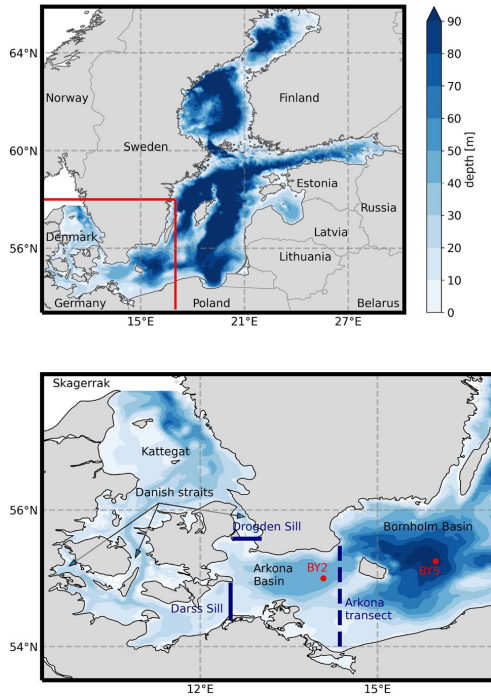 64°N
60°N
56°N
15°E
21°E
27°E
Norway
Finland
Sweden
Estonia
Russia
Denmark
Latvia
Lithuania
Germany
Poland
Belarus
90
80
70
60
50
40
30
20
10
0
depth [m]
Skagerrak
Kattegat
Danish straits
56°N
Drogden Sill
Bornholm Basin
Arkona
Basin
BY2
BY5
Darss Sill
Arkona
transect
54°N
12°E
15°E